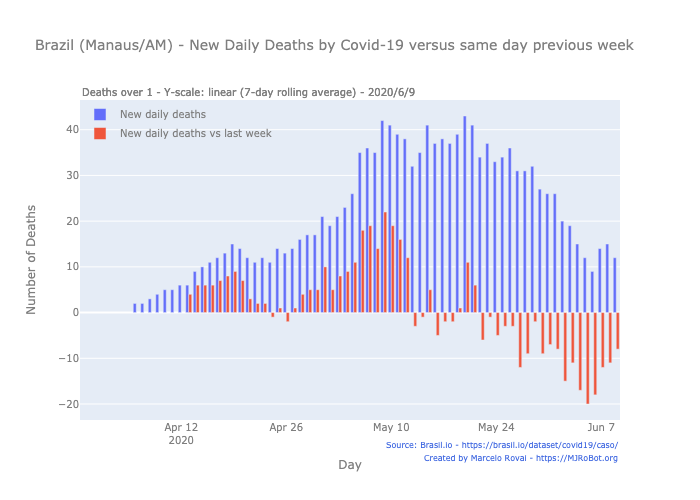 Brazil (Manaus/AM) - New Daily Deaths by Covid-19 versus same day previous week
Deaths over 1 - Y-scale: linear (7-day rolling average) - 2020/6/9
New daily deaths
New daily deaths vs last week
40
30
20
10
0
−10
−20
Number of Deaths
Apr 12
2020
Apr 26
May 10
May 24
Jun 7
Day
Source: Brasil.io - https://brasil.io/dataset/covid19/caso/
Created by Marcelo Rovai - https://MJRoBot.org